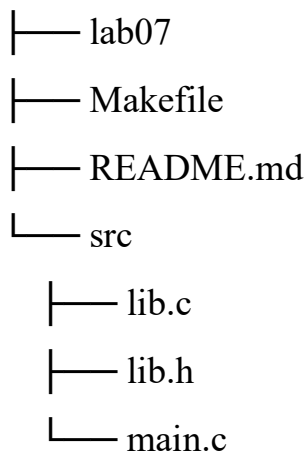 ├── lab07
├── Makefile
├── README.md
└── src
├── lib.c
├── lib.h
└── main.c